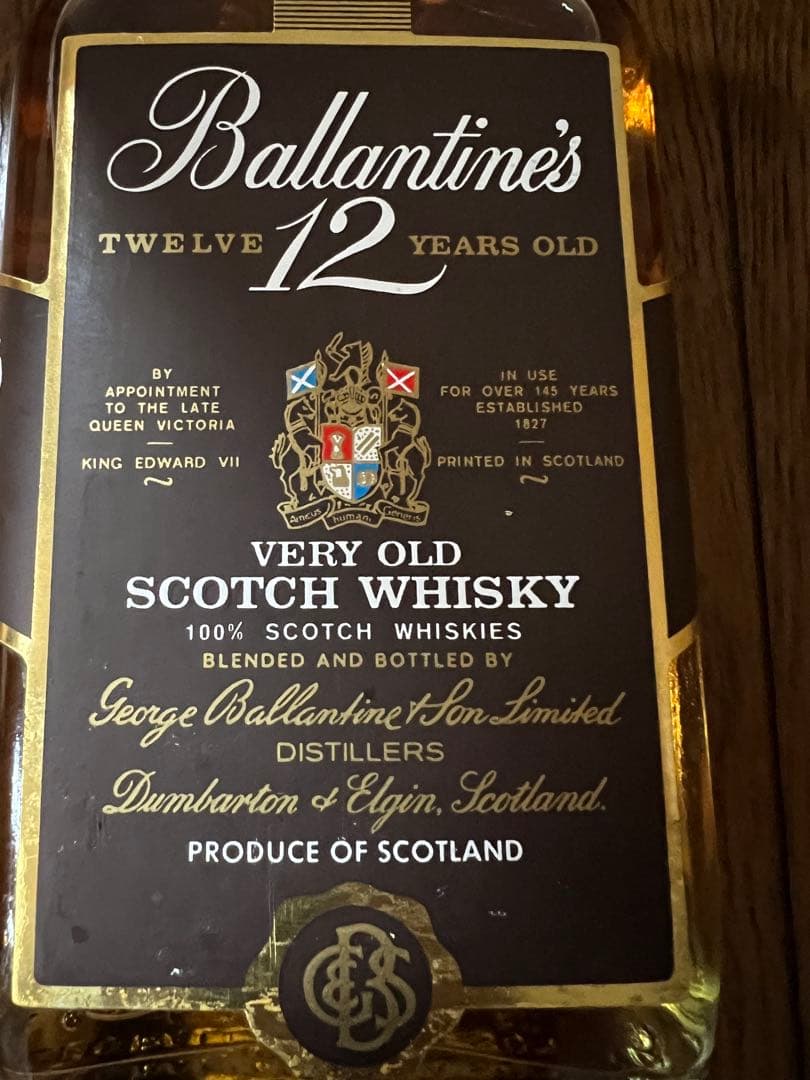 Ballantine's
TWELVE 12 YEARS OLD
BY
APPOINTMENT
TO THE LATE
QUEEN VICTORIA
KING EDWARD VII
IN USE
FOR OVER 145 YEARS
ESTABLISHED
1827
PRINTED IN SCOTLAND
Amicus Humani Generis
VERY OLD
SCOTCH WHISKY
100% SCOTCH WHISKIES
BLENDED AND BOTTLED BY
George Ballantine & Son Limited
DISTILLERS
Dumbarton & Elgin, Scotland.
PRODUCE OF SCOTLAND